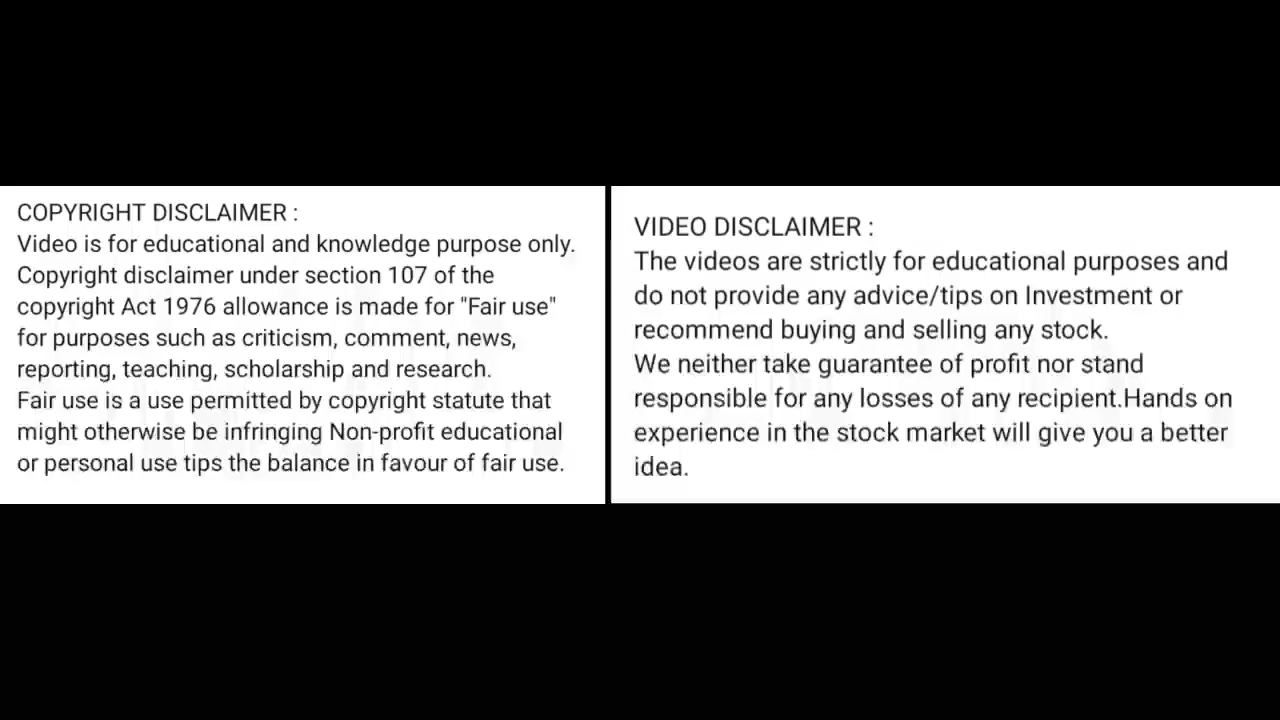 COPYRIGHT DISCLAIMER :
Video is for educational and knowledge purpose only.
Copyright disclaimer under section 107 of the
copyright Act 1976 allowance is made for "Fair use"
for purposes such as criticism, comment, news,
reporting, teaching, scholarship and research.
Fair use is a use permitted by copyright statute that
might otherwise be infringing Non-profit educational
or personal use tips the balance in favour of fair use.
VIDEO DISCLAIMER :
The videos are strictly for educational purposes and
do not provide any advice/tips on Investment or
recommend buying and selling any stock.
We neither take guarantee of profit nor stand
responsible for any losses of any recipient.Hands on
experience in the stock market will give you a better
idea.